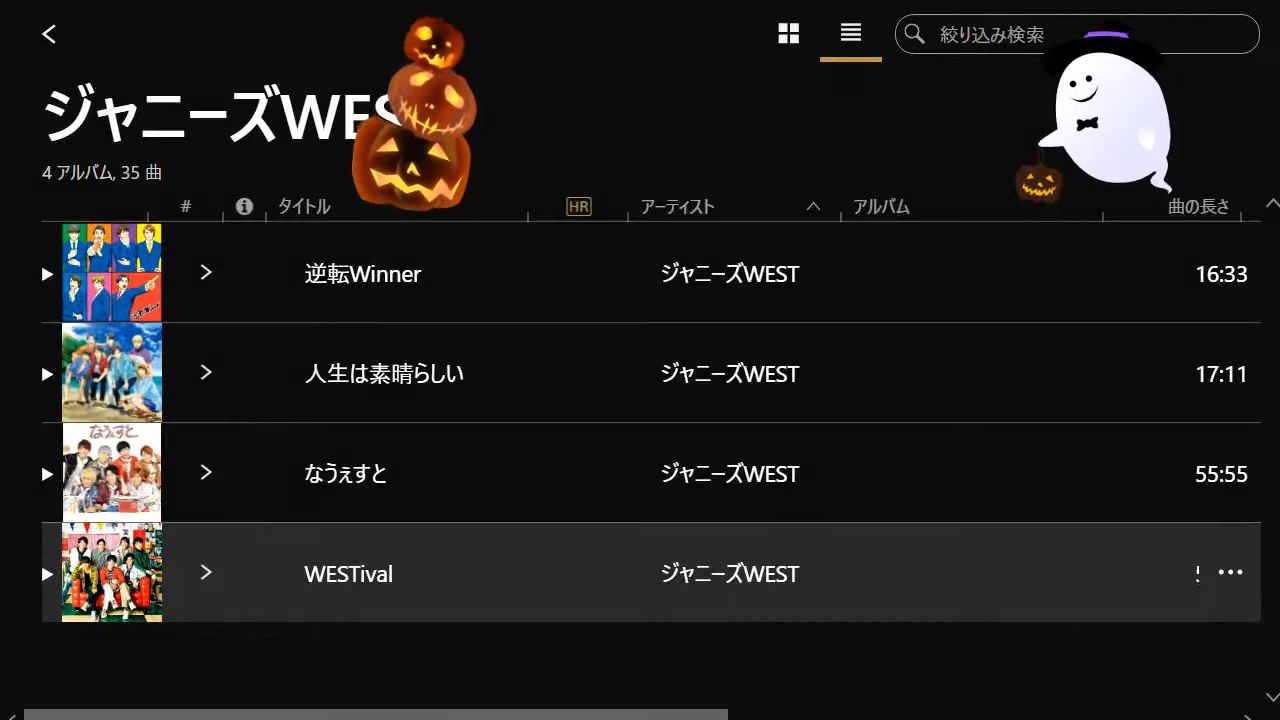 絞り込み検索
ジャニーズWES
4 アルバム, 35 曲
# タイトル HR アーティスト アルバム 曲の長さ
逆転Winner ジャニーズWEST 16:33
人生は素晴らしい ジャニーズWEST 17:11
なうぇすと
なうぇすと ジャニーズWEST 55:55
WESTival ジャニーズWEST